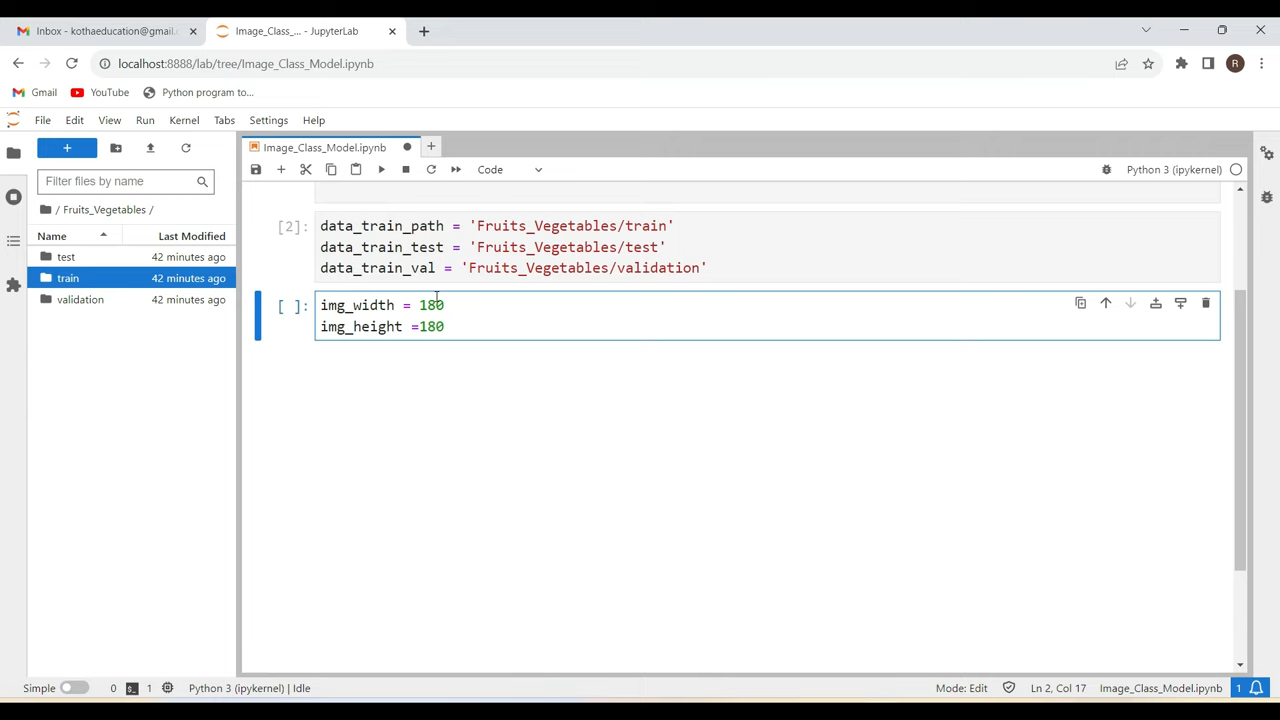 Inbox - kothaeducation@gmail.
Image_Class_... - JupyterLab
localhost:8888/lab/tree/Image_Class_Model.ipynb
R
Gmail
YouTube
Python program to...
File
Edit
View
Run
Kernel
Tabs
Settings
Help
Image_Class_Model.ipynb
Code
Python 3 (ipykernel)
Filter files by name
/ Fruits_Vegetables /
Name
Last Modified
test
42 minutes ago
train
42 minutes ago
validation
42 minutes ago
[2]:
data_train_path = 'Fruits_Vegetables/train'
data_train_test = 'Fruits_Vegetables/test'
data_train_val = 'Fruits_Vegetables/validation'
[ ]:
img_width = 180
img_height =180
Simple
0
1
Python 3 (ipykernel) | Idle
Mode: Edit
Ln 2, Col 17
Image_Class_Model.ipynb
1